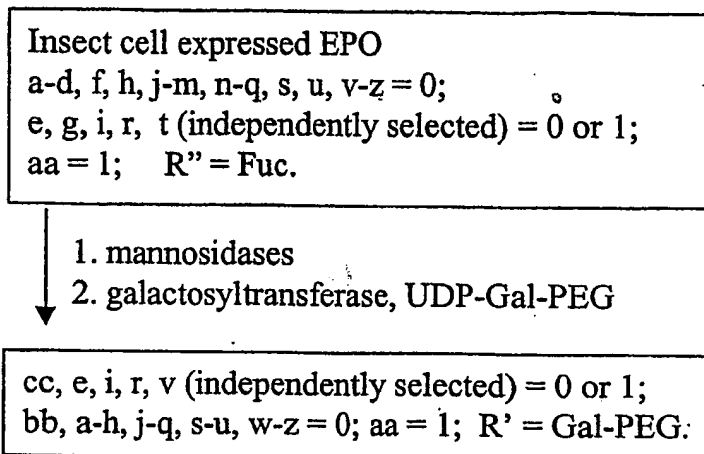 Insect cell expressed EPO
a-d, f, h, j-m, n-q, s, u, v-z = 0;
e, g, i, r, t (independently selected) = 0 or 1;
aa = 1; R” = Fuc.
1. mannosidases
2. galactosyltransferase, UDP-Gal-PEG
cc, e, i, r, v (independently selected) = 0 or 1;
bb, a-h, j-q, s-u, w-z = 0; aa = 1; R’ = Gal-PEG.